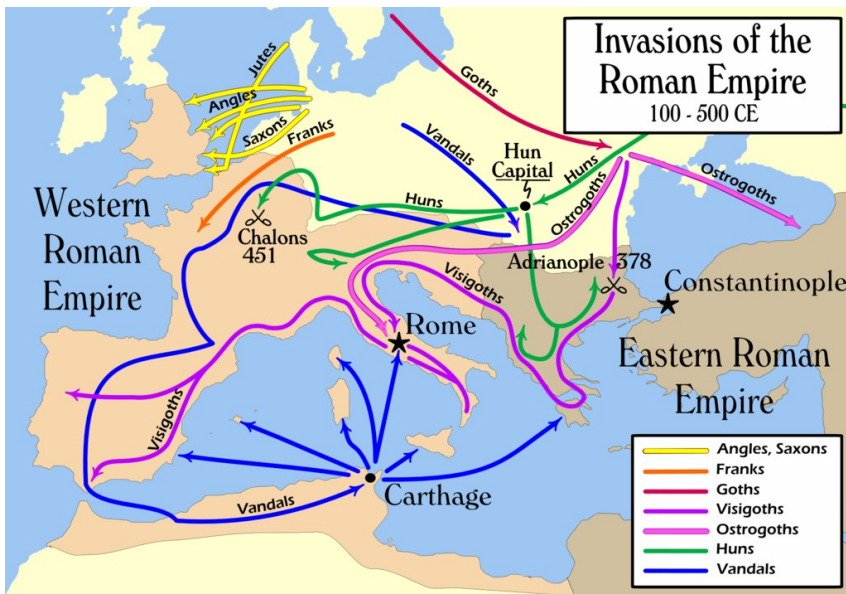 Invasions of the
Roman Empire
100 - 500 CE
Jutes
Angles
Saxons
Franks
Goths
Vandals
Hun
Capital
Huns
Ostrogoths
Ostrogoths
Huns
Western
Roman
Empire
Chalons
451
Adrianople 378
Visigoths
Constantinople
Rome
Eastern Roman
Empire
Visigoths
Carthage
Vandals
Angles, Saxons
Franks
Goths
Visigoths
Ostrogoths
Huns
Vandals